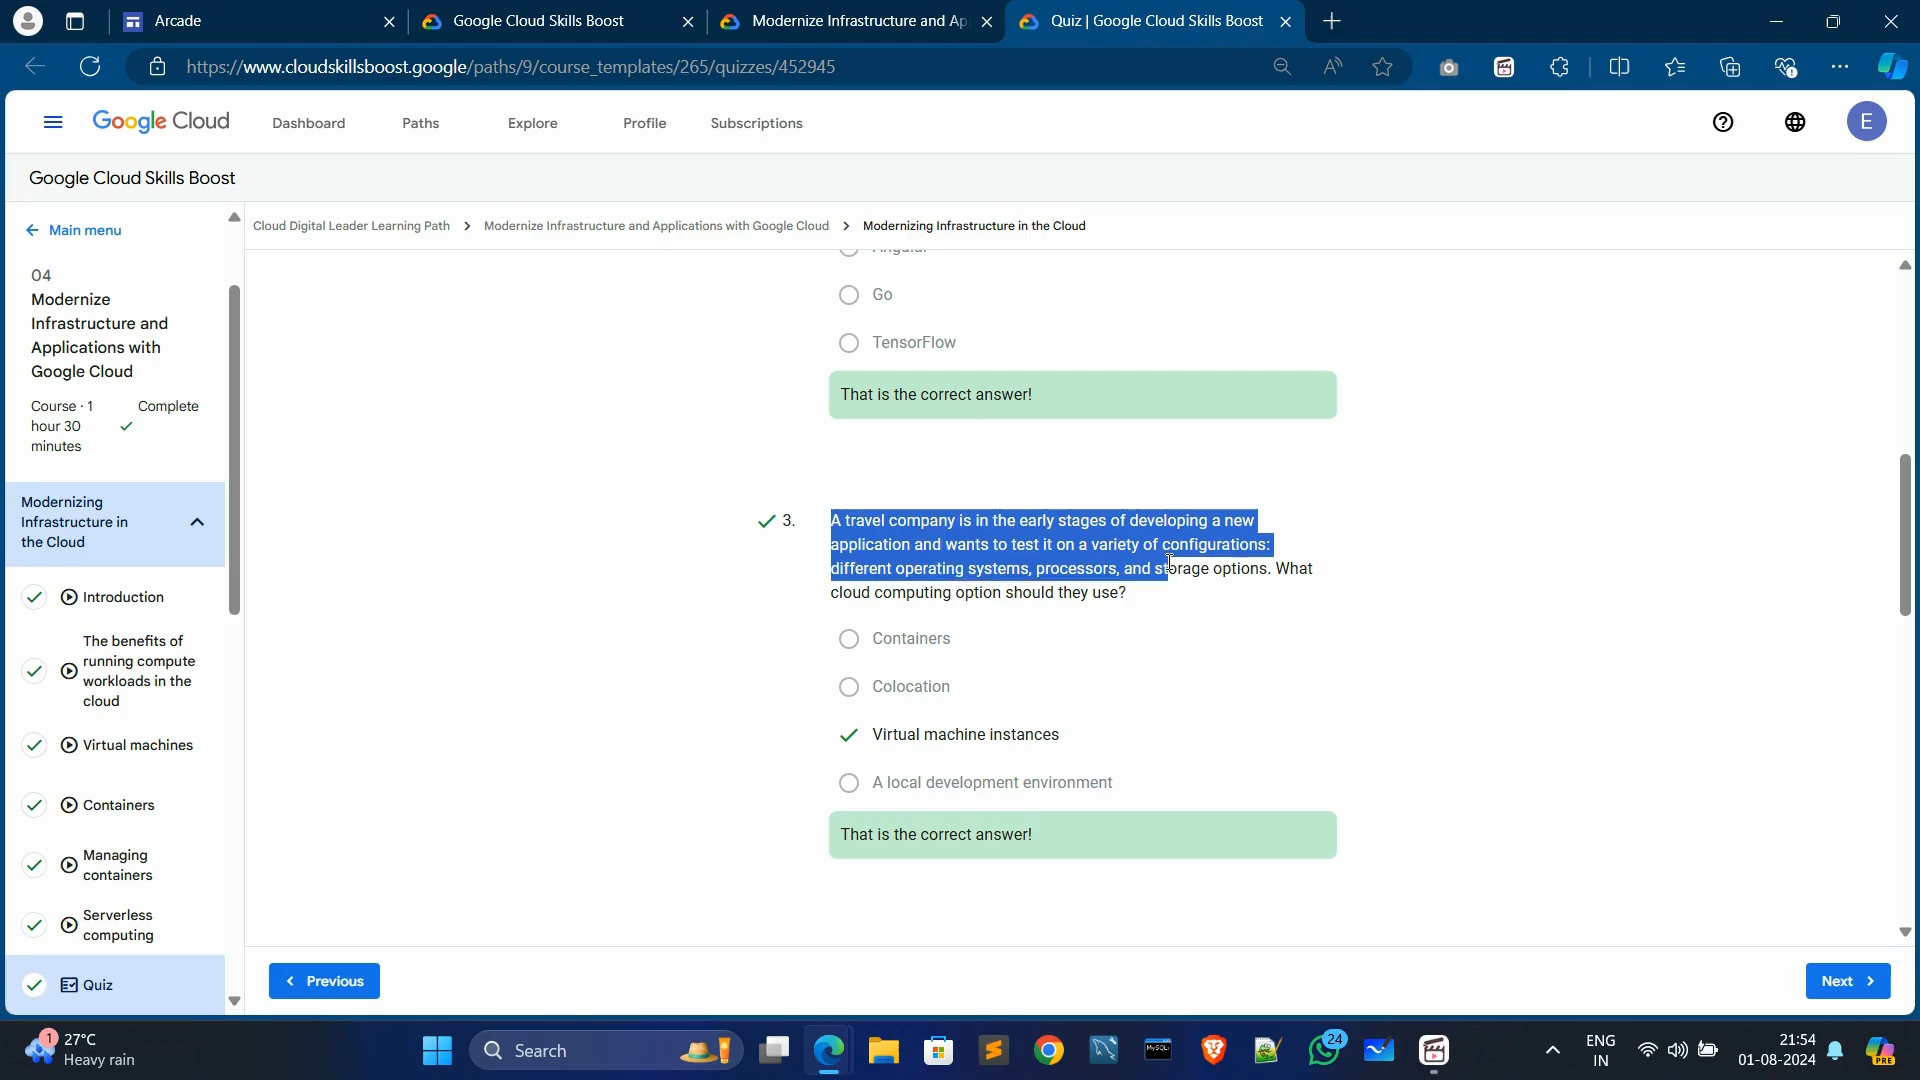 Arcade
Google Cloud Skills Boost
Modernize Infrastructure and Ap
Quiz | Google Cloud Skills Boost
https://www.cloudskillsboost.google/paths/9/course_templates/265/quizzes/452945
Google Cloud
Dashboard
Paths
Explore
Profile
Subscriptions
E
Google Cloud Skills Boost
Main menu
Cloud Digital Leader Learning Path > Modernize Infrastructure and Applications with Google Cloud > Modernizing Infrastructure in the Cloud
04
Modernize
Infrastructure and
Applications with
Google Cloud
Course · 1
hour 30
minutes
Complete
Modernizing
Infrastructure in
the Cloud
Introduction
The benefits of
running compute
workloads in the
cloud
Virtual machines
Containers
Managing
containers
Serverless
computing
Quiz
Angular
Go
TensorFlow
That is the correct answer!
3.
A travel company is in the early stages of developing a new
application and wants to test it on a variety of configurations:
different operating systems, processors, and storage options. What
cloud computing option should they use?
Containers
Colocation
Virtual machine instances
A local development environment
That is the correct answer!
Previous
Next
1
27°C
Heavy rain
Search
MySQL
24
ENG
IN
21:54
01-08-2024
PRE